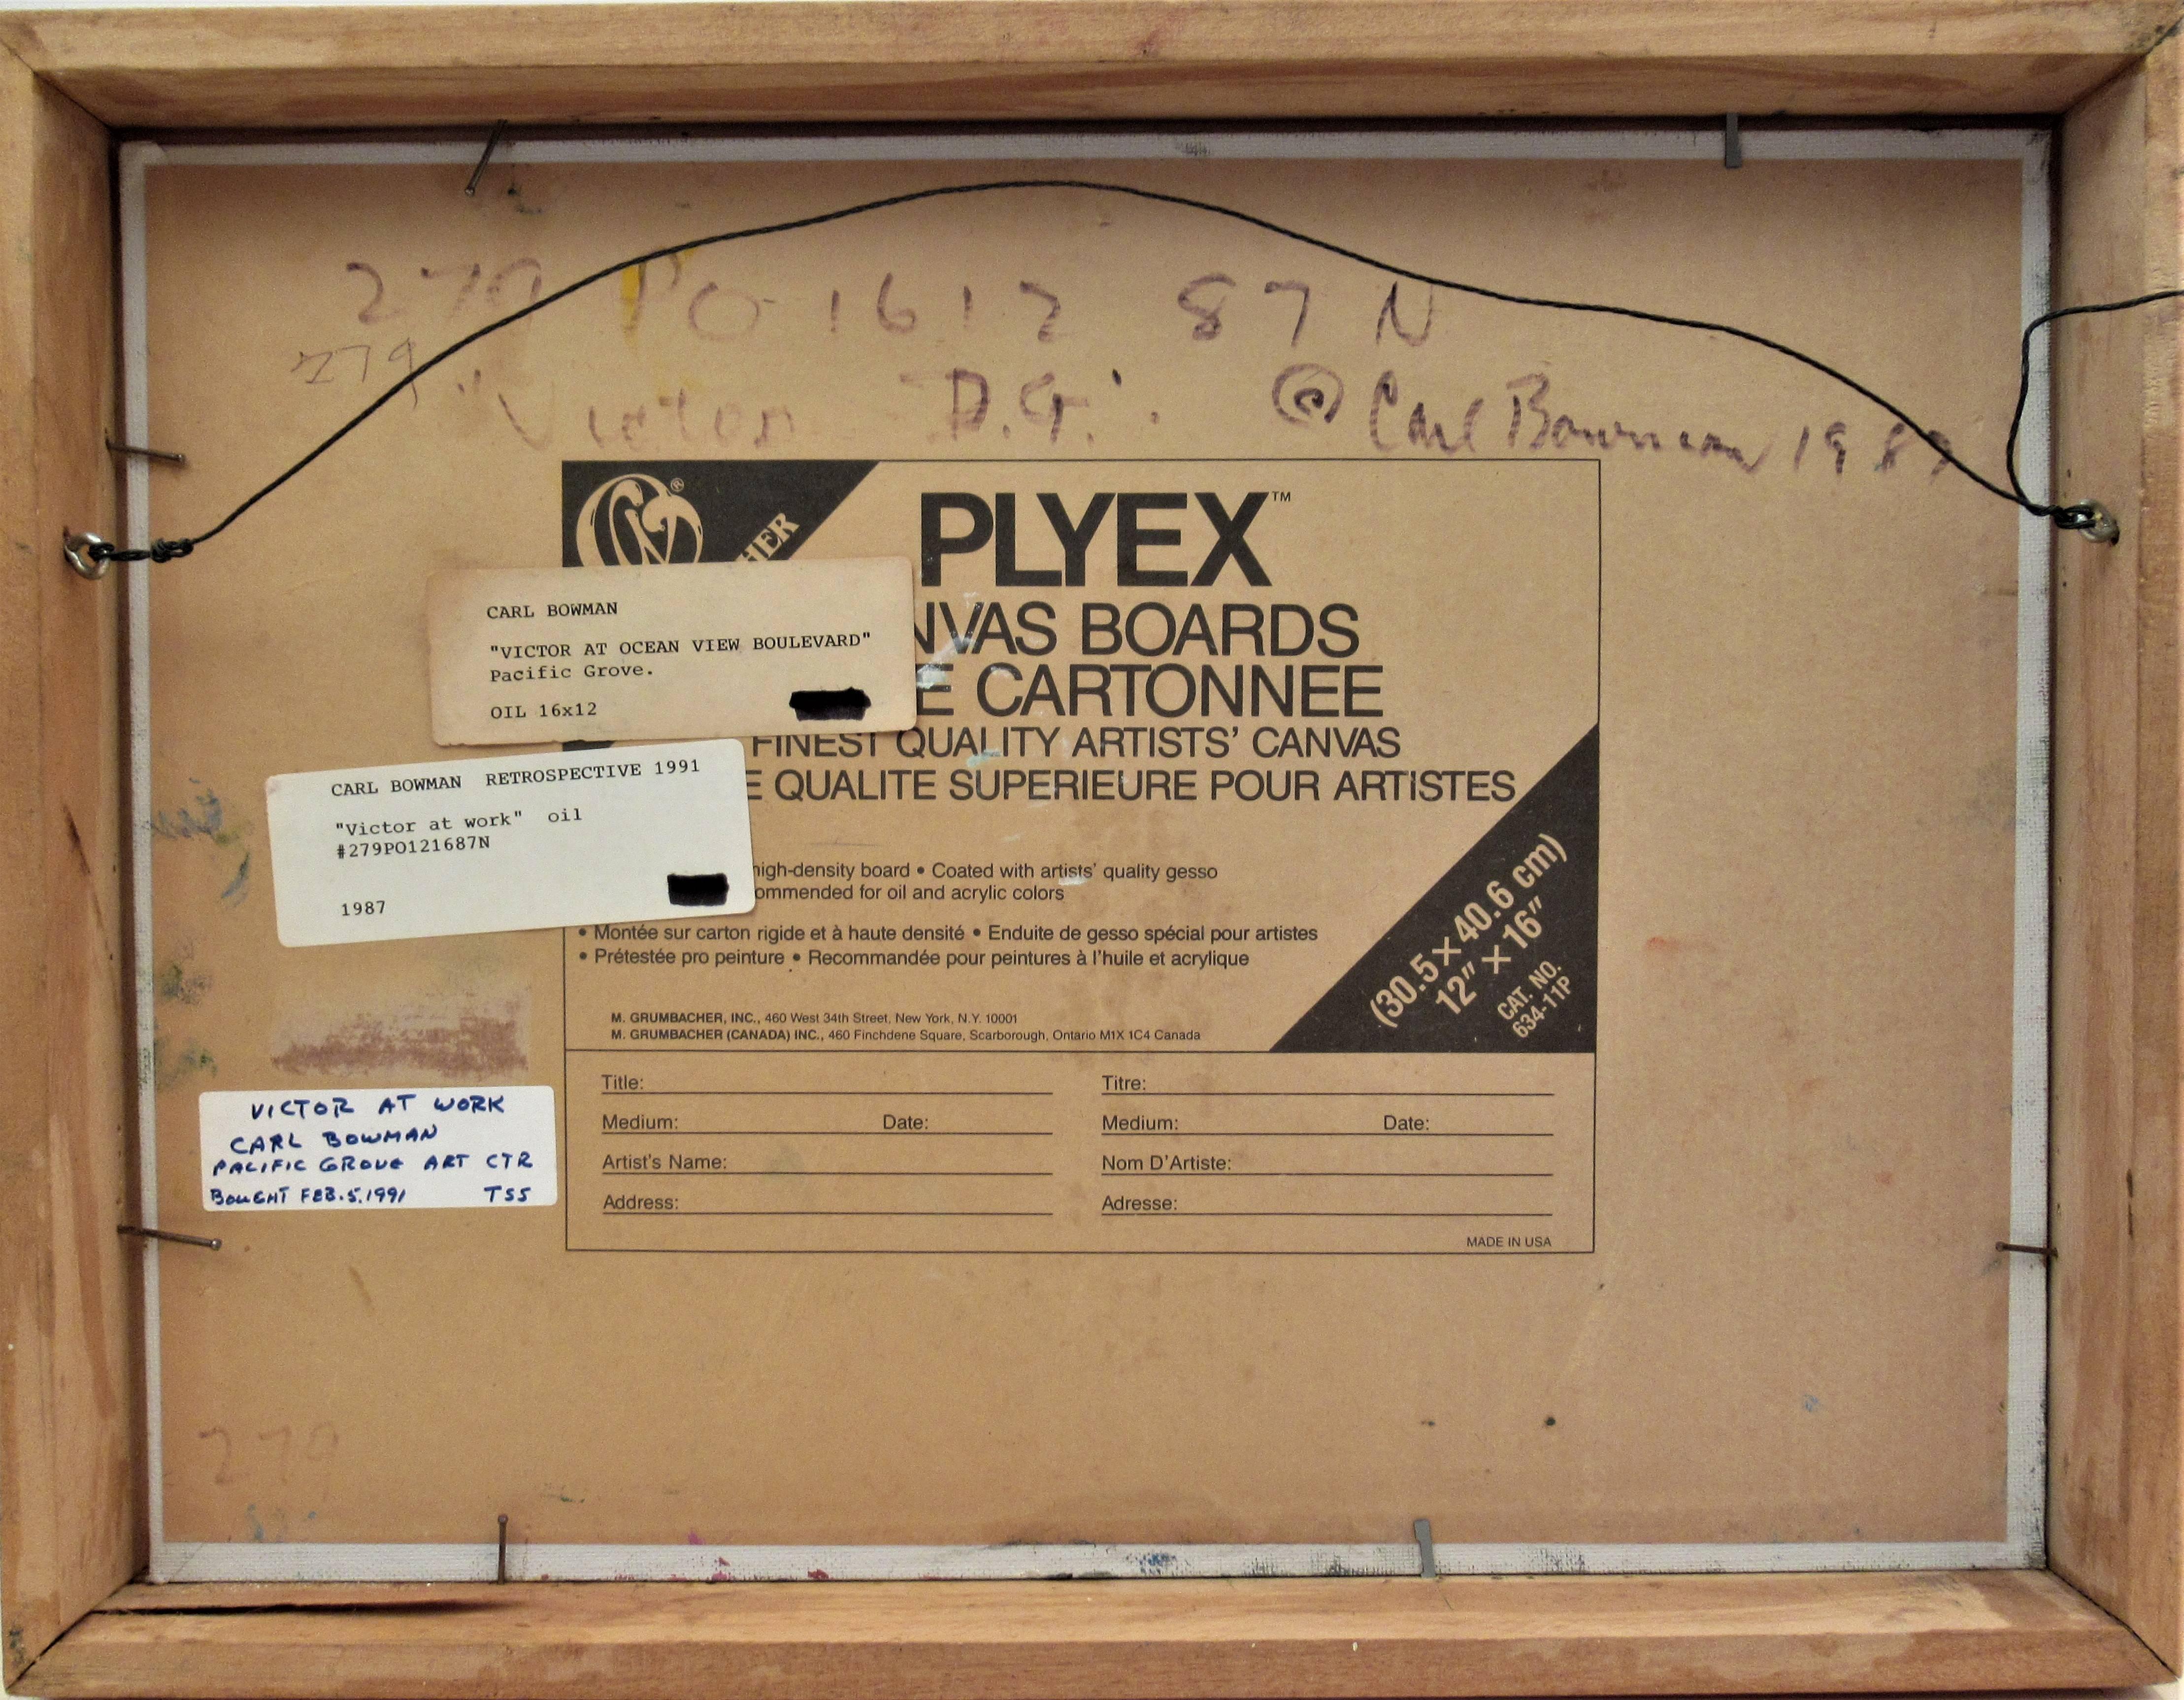 279 PO 1612 87 N
279
"Victor D.G." © Carl Bowman 1987
®
HER
PLYEX™
NVAS BOARDS
E CARTONNEE
FINEST QUALITY ARTISTS' CANVAS
E QUALITE SUPERIEURE POUR ARTISTES
CARL BOWMAN
"VICTOR AT OCEAN VIEW BOULEVARD"
Pacific Grove.
OIL 16x12
CARL BOWMAN RETROSPECTIVE 1991
"Victor at work" oil
#279PO121687N
1987
high-density board • Coated with artists' quality gesso
ommended for oil and acrylic colors
• Montée sur carton rigide et à haute densité • Enduite de gesso spécial pour artistes
• Prétestée pro peinture • Recommandée pour peintures à l'huile et acrylique
(30.5 × 40.6 cm)
12" × 16"
CAT. NO.
634-11P
M. GRUMBACHER, INC., 460 West 34th Street, New York, N.Y. 10001
M. GRUMBACHER (CANADA) INC., 460 Finchdene Square, Scarborough, Ontario M1X 1C4 Canada
Title: Titre:
Medium: Date: Medium: Date:
Artist's Name: Nom D'Artiste:
Address: Adresse:
MADE IN USA
VICTOR AT WORK
CARL BOWMAN
PACIFIC GROVE ART CTR
BOUGHT FEB.5.1991 TSS
279